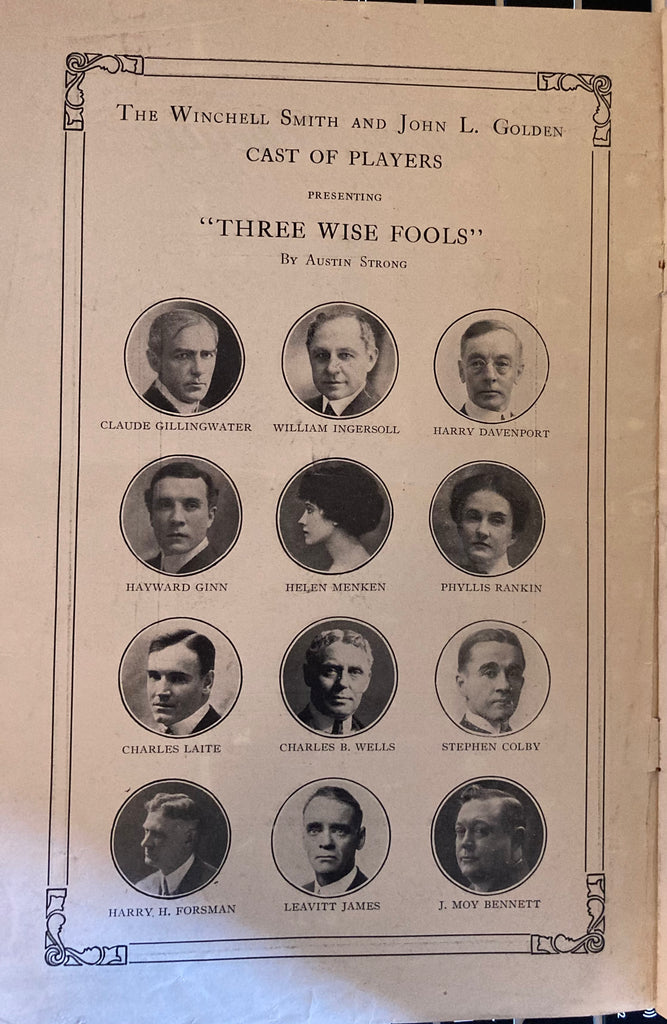 The Winchell Smith and John L. Golden
CAST OF PLAYERS
PRESENTING
“THREE WISE FOOLS”
By Austin Strong
CLAUDE GILLINGWATER WILLIAM INGERSOLL HARRY DAVENPORT
HAYWARD GINN HELEN MENKEN PHYLLIS RANKIN
CHARLES LAITE CHARLES B. WELLS STEPHEN COLBY
HARRY H. FORSMAN LEAVITT JAMES J. MOY BENNETT